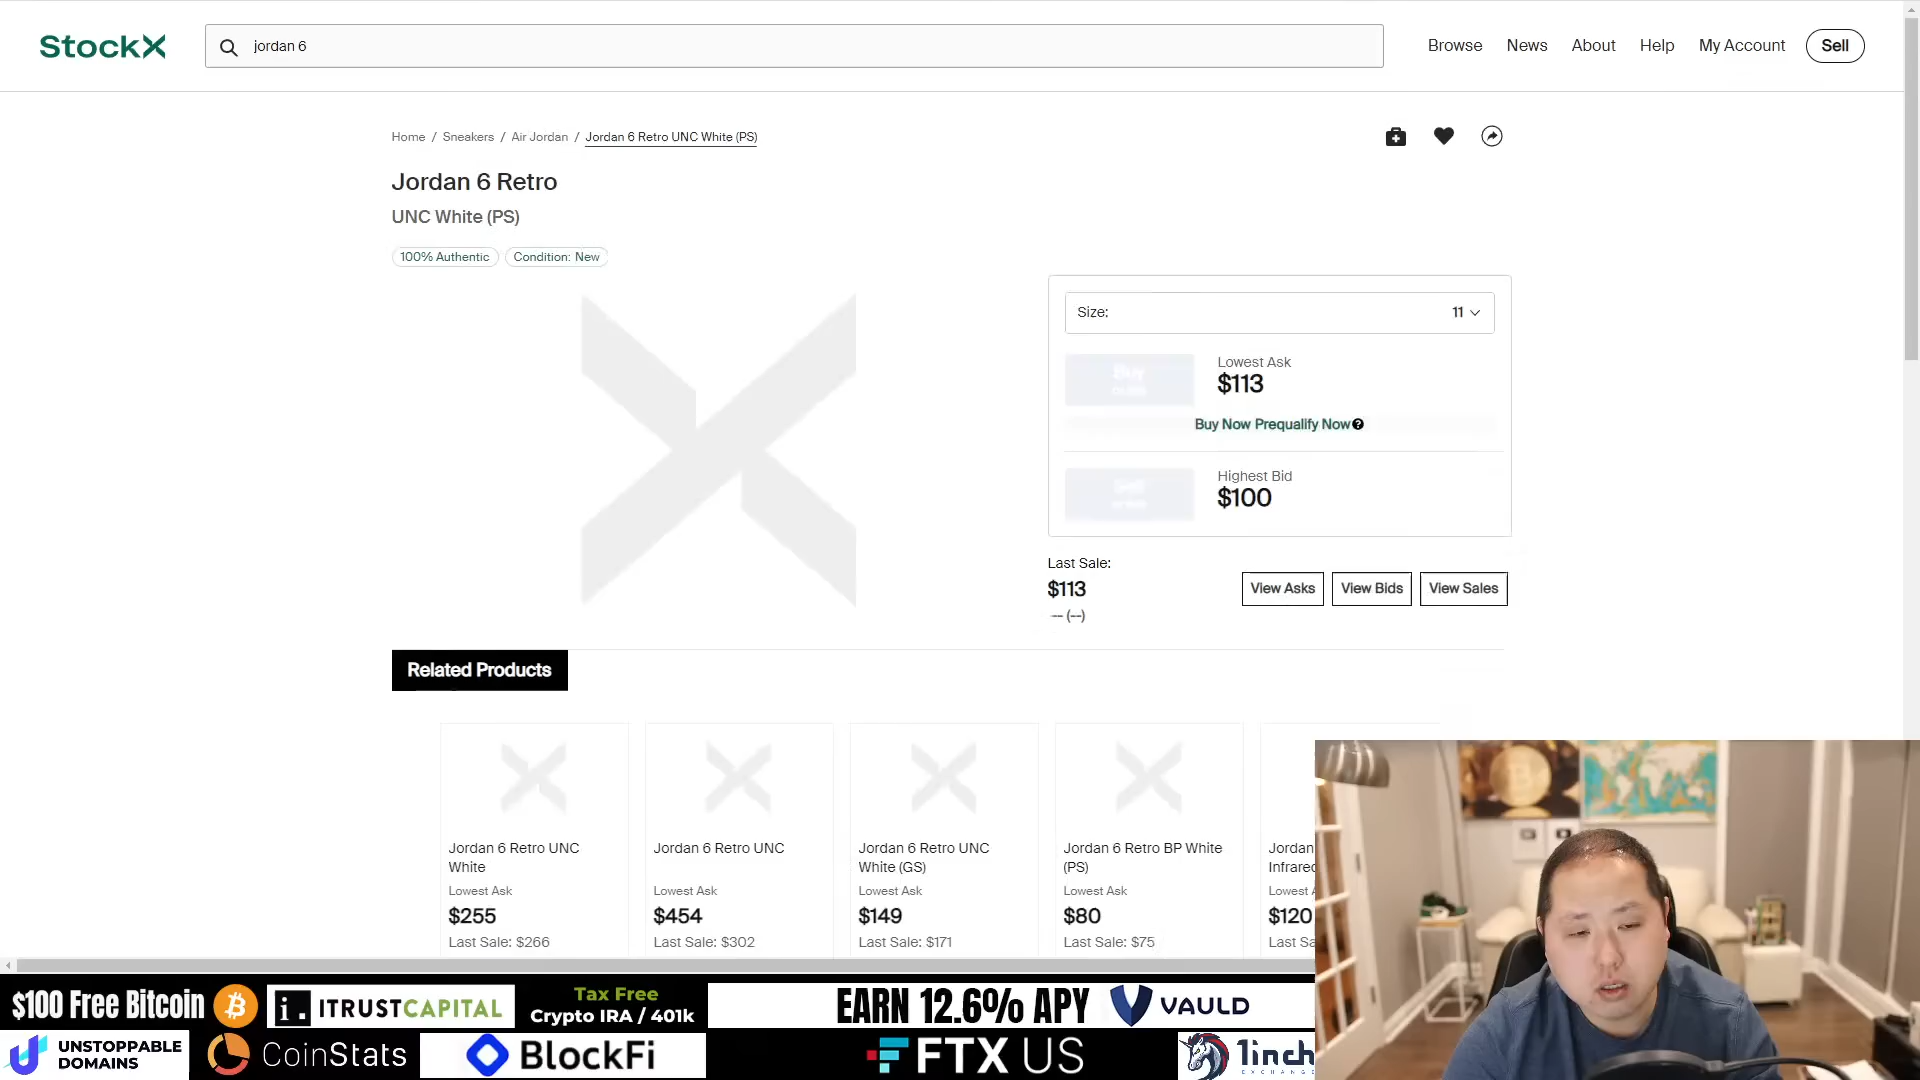 StockX
jordan 6
Browse
News
About
Help
My Account
Sell
Home / Sneakers / Air Jordan / Jordan 6 Retro UNC White (PS)
Jordan 6 Retro
UNC White (PS)
100% Authentic
Condition: New
Size:
11
Buy
Lowest Ask
$113
Buy Now Prequalify Now
Sell
Highest Bid
$100
Last Sale:
$113
-- (--)
View Asks
View Bids
View Sales
Related Products
Jordan 6 Retro UNC
White
Lowest Ask
$255
Last Sale: $266
Jordan 6 Retro UNC
Lowest Ask
$454
Last Sale: $302
Jordan 6 Retro UNC
White (GS)
Lowest Ask
$149
Last Sale: $171
Jordan 6 Retro BP White
(PS)
Lowest Ask
$80
Last Sale: $75
Jordan
Infrared
Lowest
$120
Last
$100 Free Bitcoin
i. ITRUSTCAPITAL
Tax Free
Crypto IRA / 401k
EARN 12.6% APY
VAULD
UNSTOPPABLE
DOMAINS
CoinStats
BlockFi
FTX US
1inch
EXCHANGE